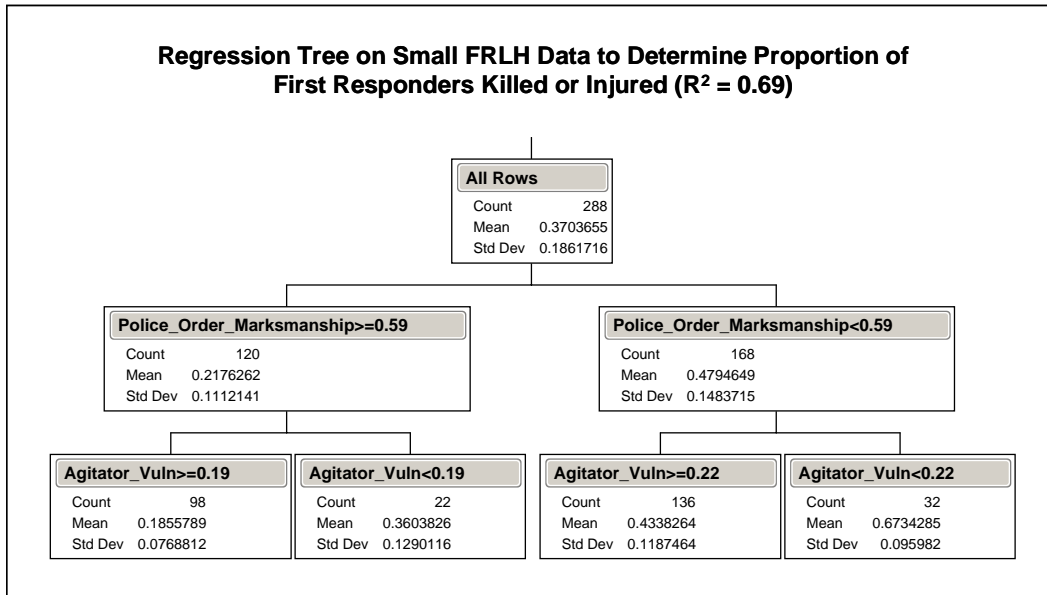 Regression Tree on Small FRLH Data to Determine Proportion of
First Responders Killed or Injured (R² = 0.69)
All Rows
Count 288
Mean 0.3703655
Std Dev 0.1861716
Police_Order_Marksmanship>=0.59
Count 120
Mean 0.2176262
Std Dev 0.1112141
Police_Order_Marksmanship<0.59
Count 168
Mean 0.4794649
Std Dev 0.1483715
Agitator_Vuln>=0.19
Count 98
Mean 0.1855789
Std Dev 0.0768812
Agitator_Vuln<0.19
Count 22
Mean 0.3603826
Std Dev 0.1290116
Agitator_Vuln>=0.22
Count 136
Mean 0.4338264
Std Dev 0.1187464
Agitator_Vuln<0.22
Count 32
Mean 0.6734285
Std Dev 0.095982